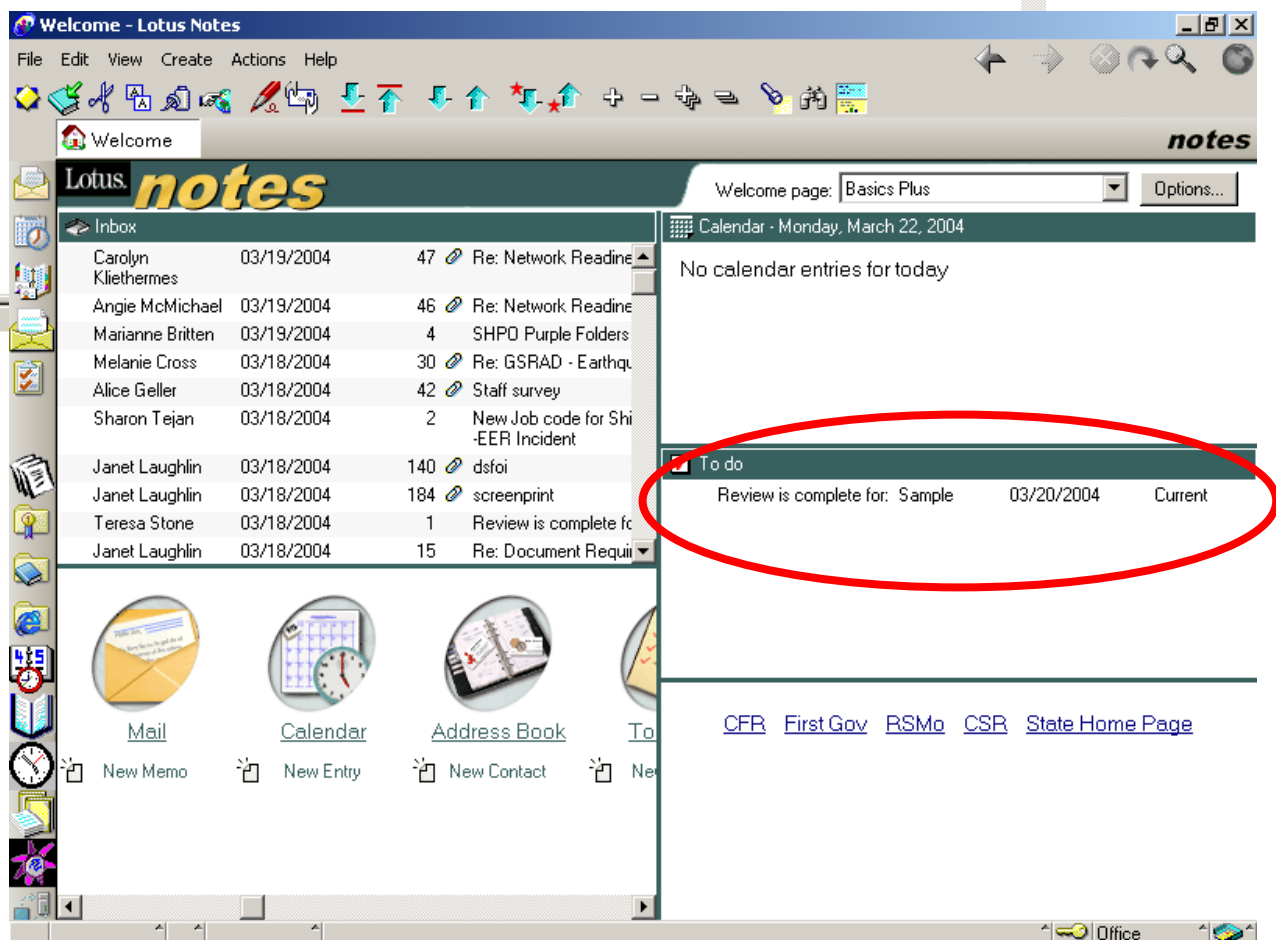 Welcome - Lotus Notes
File Edit View Create Actions Help
Welcome
notes
Lotus. notes
Welcome page: Basics Plus Options...
Inbox
Carolyn Kliethermes 03/19/2004 47 Re: Network Readine
Angie McMichael 03/19/2004 46 Re: Network Readine
Marianne Britten 03/19/2004 4 SHPO Purple Folders
Melanie Cross 03/18/2004 30 Re: GSRAD - Earthqu
Alice Geller 03/18/2004 42 Staff survey
Sharon Tejan 03/18/2004 2 New Job code for Shi
-EER Incident
Janet Laughlin 03/18/2004 140 dsfoi
Janet Laughlin 03/18/2004 184 screenprint
Teresa Stone 03/18/2004 1 Review is complete fo
Janet Laughlin 03/18/2004 15 Re: Document Requir
Calendar - Monday, March 22, 2004
No calendar entries for today
To do
Review is complete for: Sample 03/20/2004 Current
Mail Calendar Address Book To
New Memo New Entry New Contact Ne
CFR First Gov RSMo CSR State Home Page
Office